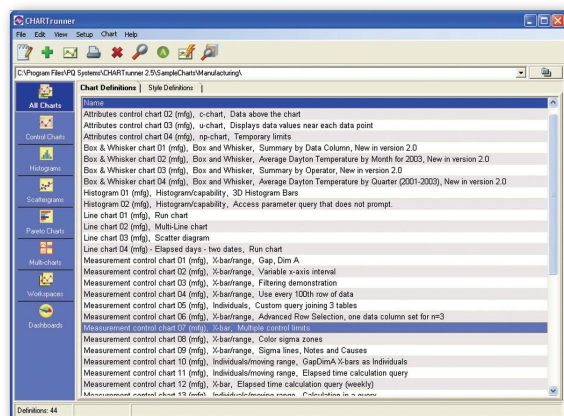 CHARTrunner
File Edit View Setup Chart Help
C:\Program Files\PQ Systems\CHARTrunner 2.5\SampleCharts\Manufacturing\
All Charts
Control Charts
Histograms
Scattergrams
Pareto Charts
Multi-charts
Workspaces
Dashboards
Chart Definitions Style Definitions
Name
Attributes control chart 02 (mfg), c-chart, Data above the chart
Attributes control chart 03 (mfg), u-chart, Displays data values near each data point
Attributes control chart 04 (mfg), np-chart, Temporary limits
Box & Whisker chart 01 (mfg), Box and Whisker, Summary by Data Column, New in version 2.0
Box & Whisker chart 02 (mfg), Box and Whisker, Average Dayton Temperature by Month for 2003, New in version 2.0
Box & Whisker chart 03 (mfg), Box and Whisker, Summary by Operator, New in version 2.0
Box & Whisker chart 04 (mfg), Box and Whisker, Average Dayton Temperature by Quarter (2001-2003), New in version 2.0
Histogram 01 (mfg), Histogram/capability, 3D Histogram Bars
Histogram 02 (mfg), Histogram/capability, Access parameter query that does not prompt.
Line chart 01 (mfg), Run chart
Line chart 02 (mfg), Multi-Line chart
Line chart 03 (mfg), Scatter diagram
Line chart 04 (mfg) - Elapsed days - two dates, Run chart
Measurement control chart 01 (mfg), X-bar/range, Gap, Dim A
Measurement control chart 02 (mfg), X-bar/range, Variable x-axis interval
Measurement control chart 03 (mfg), X-bar/range, Filtering demonstration
Measurement control chart 04 (mfg), X-bar/range, Use every 100th row of data
Measurement control chart 05 (mfg), Individuals, Custom query joining 3 tables
Measurement control chart 06 (mfg), X-bar/range, Advanced Row Selection, one data column set for n=3
Measurement control chart 07 (mfg), X-bar, Multiple control limits
Measurement control chart 08 (mfg), X-bar/range, Color sigma zones
Measurement control chart 09 (mfg), X-bar/range, Sigma lines, Notes and Causes
Measurement control chart 10 (mfg), Individuals/moving range, GapDimA X-bars as Individuals
Measurement control chart 11 (mfg), Individuals/moving range, Elapsed time calculation query
Measurement control chart 12 (mfg), X-bar, Elapsed time calculation query (weekly)
Measurement control chart 13 (mfg), Individuals/moving range, Calculation in a query
Definitions: 44